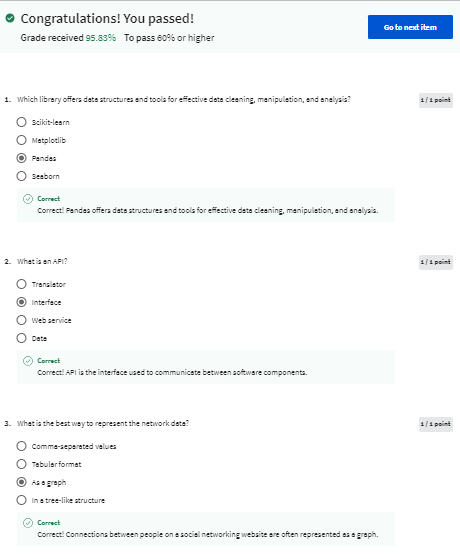 Congratulations! You passed!
Grade received 95.83% To pass 60% or higher
Go to next item
1. Which library offers data structures and tools for effective data cleaning, manipulation, and analysis?
1 / 1 point
Scikit-learn
Matplotlib
Pandas
Seaborn
Correct
Correct! Pandas offers data structures and tools for effective data cleaning, manipulation, and analysis.
2. What is an API?
1 / 1 point
Translator
Interface
Web service
Data
Correct
Correct! API is the interface used to communicate between software components.
3. What is the best way to represent the network data?
1 / 1 point
Comma-separated values
Tabular format
As a graph
In a tree-like structure
Correct
Correct! Connections between people on a social networking website are often represented as a graph.